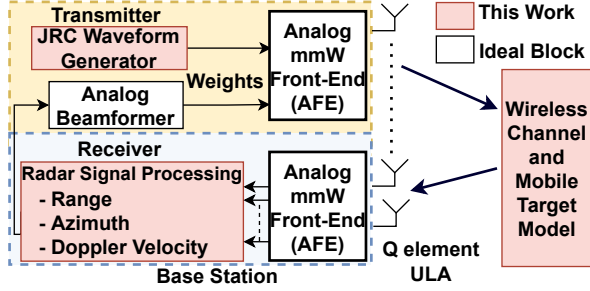 Transmitter
JRC Waveform
Generator
Weights
Analog
Beamformer
Analog
mmW
Front-End
(AFE)
This Work
Ideal Block
Wireless
Channel
and
Mobile
Target
Model
Receiver
Radar Signal Processing
- Range
- Azimuth
- Doppler Velocity
Analog
mmW
Front-End
(AFE)
Q element
ULA
Base Station